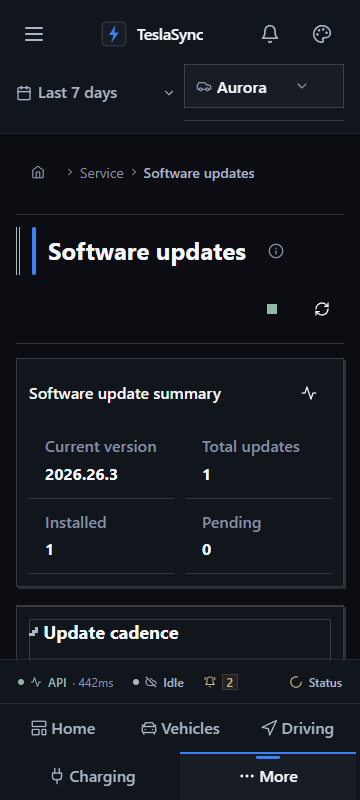 TeslaSync
Last 7 days
Aurora
Service
Software updates
Software updates
Software update summary
Current version
Total updates
2026.26.3
1
Installed
Pending
1
0
Update cadence
API · 442ms
Idle
2
Status
Home
Vehicles
Driving
Charging
More